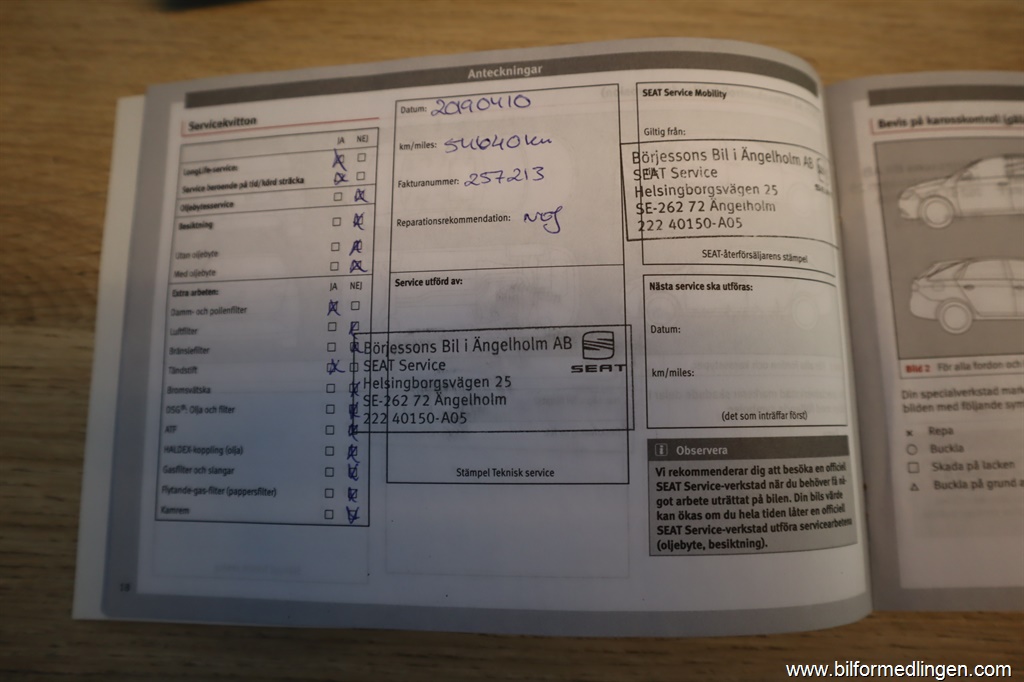 Anteckningar
Servicekvitton
JA NEJ
LongLife-service:
Service beroende på tid/körd sträcka
Oljebytesservice
Besiktning
Utan oljebyte
Med oljebyte
Extra arbeten: JA NEJ
Damm- och pollenfilter
Luftfilter
Bränslefilter
Tändstift
Bromsvätska
DSG®: Olja och filter
ATF
HALDEX-koppling (olja)
Gasfilter och slangar
Flytande-gas-filter (pappersfilter)
Kamrem
18
Datum: 20190410
km/miles: 54640km
Fakturanummer: 257213
Reparationsrekommendation: Nej
Service utförd av:
Börjessons Bil i Ängelholm AB
SEAT Service
Helsingborgsvägen 25
SE-262 72 Ängelholm
222 40150-A05
SEAT
Stämpel Teknisk service
SEAT Service Mobility
Giltig från:
Börjessons Bil i Ängelholm AB
SEAT Service
Helsingborgsvägen 25
SE-262 72 Ängelholm
222 40150-A05
SEAT-återförsäljarens stämpel
Nästa service ska utföras:
Datum:
km/miles:
(det som inträffar först)
i Observera
Vi rekommenderar dig att besöka en officiell
SEAT Service-verkstad när du behöver få nå-
got arbete uträttat på bilen. Din bils värde
kan ökas om du hela tiden låter en officiell
SEAT Service-verkstad utföra servicearbetena
(oljebyte, besiktning).
Bevis på karosskontroll
Bild 2 För alla fordon och
Din specialverkstad mark
bilden med följande sym
Repa
Buckla
Skada på lacken
Buckla på grund a
www.bilformedlingen.com